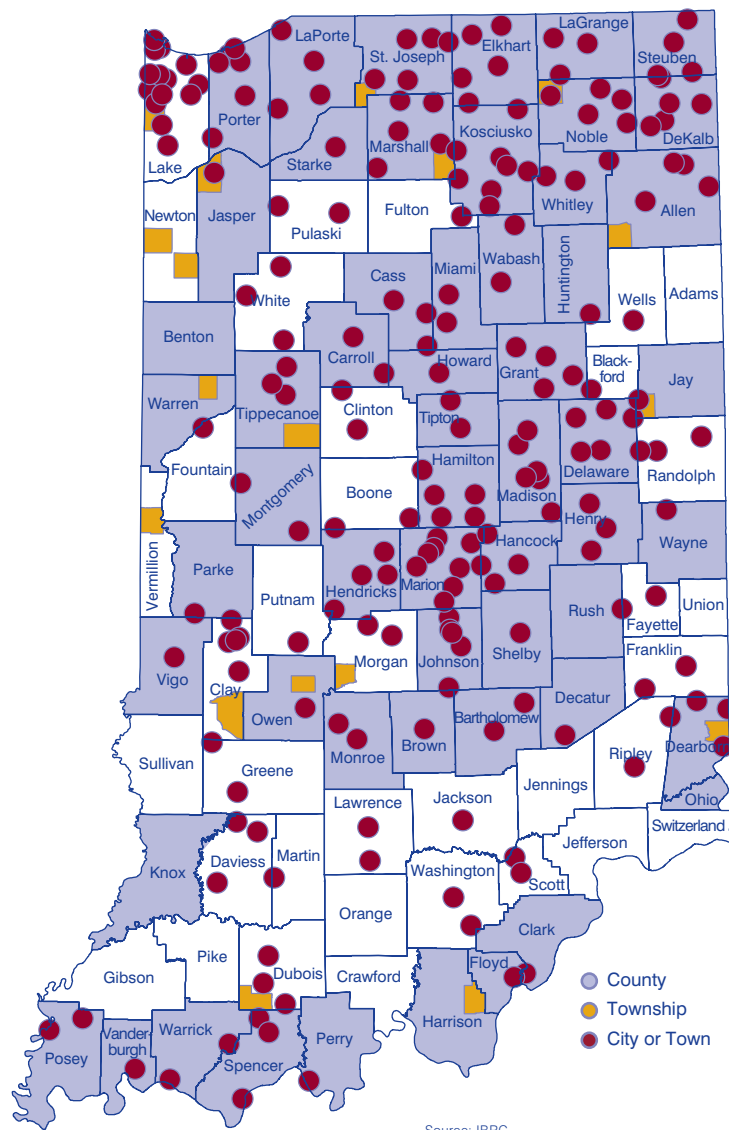 LaGrange
LaPorte
Elkhart
St. Joseph
Steuben
Porter
Kosciusko
Noble
DeKalb
Marshall
Lake
Starke
Whitley
Allen
Newton
Jasper
Fulton
Pulaski
Wabash
Huntington
Miami
Cass
White
Wells
Adams
Benton
Carroll
Howard
Grant
Black-
ford
Jay
Warren
Tippecanoe
Clinton
Tipton
Fountain
Hamilton
Madison
Delaware
Randolph
Montgomery
Boone
Henry
Hancock
Wayne
Vermillion
Parke
Putnam
Hendricks
Marion
Rush
Fayette
Union
Morgan
Johnson
Shelby
Franklin
Vigo
Clay
Owen
Decatur
Bartholomew
Brown
Monroe
Dearborn
Ripley
Sullivan
Greene
Jennings
Ohio
Lawrence
Jackson
Switzerland
Jefferson
Knox
Daviess
Martin
Washington
Scott
Orange
Clark
Pike
Dubois
Floyd
Gibson
Crawford
Harrison
Vander-
burgh
Warrick
Perry
Posey
Spencer
County
Township
City or Town
Source: IBRC